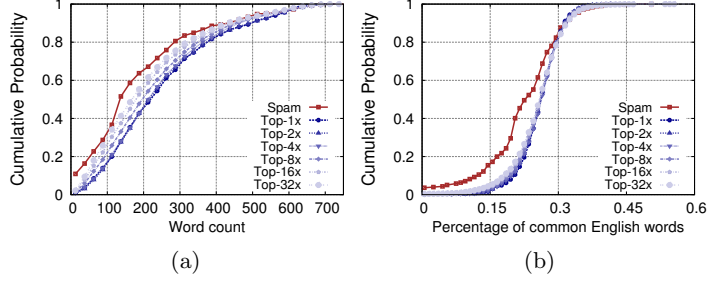 Cumulative Probability
1
0.8
0.6
0.4
0.2
0
Spam
Top-1x
Top-2x
Top-4x
Top-8x
Top-16x
Top-32x
0 100 200 300 400 500 600 700
Word count
(a)
Cumulative Probability
1
0.8
0.6
0.4
0.2
0
Spam
Top-1x
Top-2x
Top-4x
Top-8x
Top-16x
Top-32x
0 0.15 0.3 0.45 0.6
Percentage of common English words
(b)